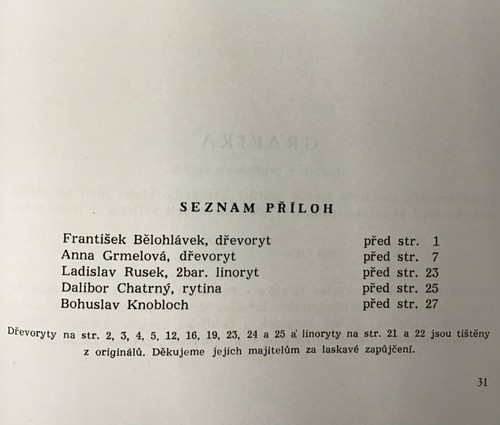 SEZNAM PŘÍLOH
František Bělohlávek, dřevoryt před str. 1
Anna Grmelová, dřevoryt před str. 7
Ladislav Rusek, 2bar. linoryt před str. 23
Dalibor Chatrný, rytina před str. 25
Bohuslav Knobloch před str. 27
Dřevoryty na str. 2, 3, 4, 5, 12, 16, 19, 23, 24 a 25 a linoryty na str. 21 a 22 jsou tištěny
z originálů. Děkujeme jejich majitelům za laskavé zapůjčení.
31